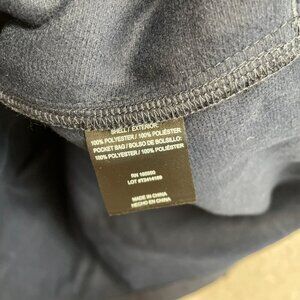 SHELL / EXTERIOR
100% POLYESTER / 100% POLIÉSTER
POCKET BAG / BOLSO DE BOLSILLO:
100% POLYESTER / 100% POLIÉSTER
MADE IN CHINA
HECHO EN CHINA